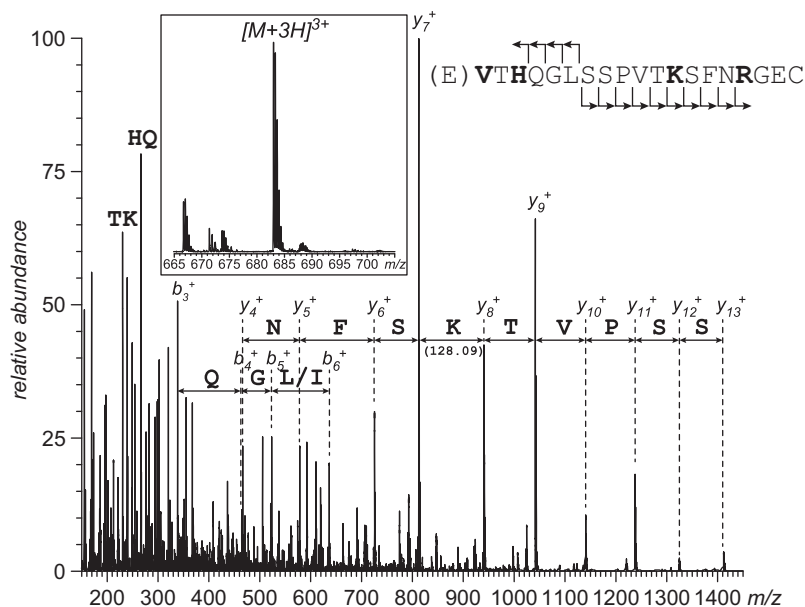 y7+
100
[M+3H]3+
(E)VTHQGLSSPVTKSFNRGEC
HQ
75
TK
y9+
665 670 675 680 685 690 695 700 m/z
relative abundance
b3+
50
y4+ y5+ y6+ y8+ y10+ y11+ y12+ y13+
N F S K T V P S S
(128.09)
b4+ b5+ b6+
Q G L/I
25
0
200 300 400 500 600 700 800 900 1000 1100 1200 1300 1400 m/z